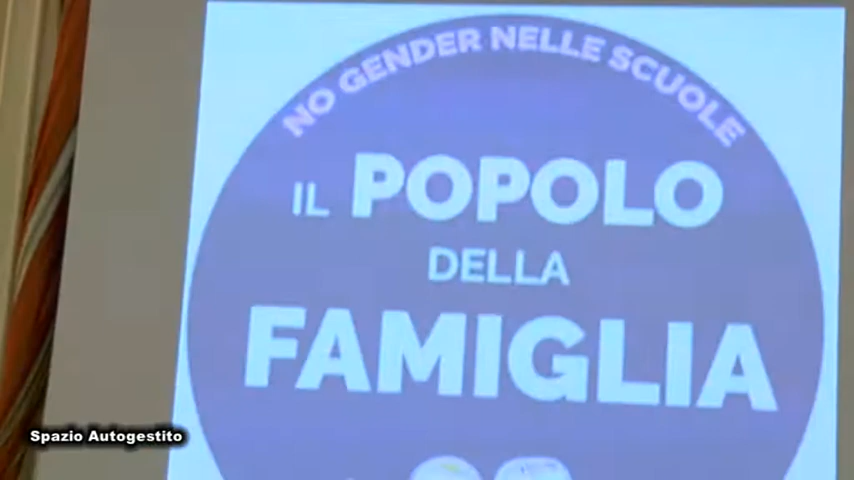 NO GENDER NELLE SCUOLE
IL POPOLO
DELLA
FAMIGLIA
Spazio Autogestito